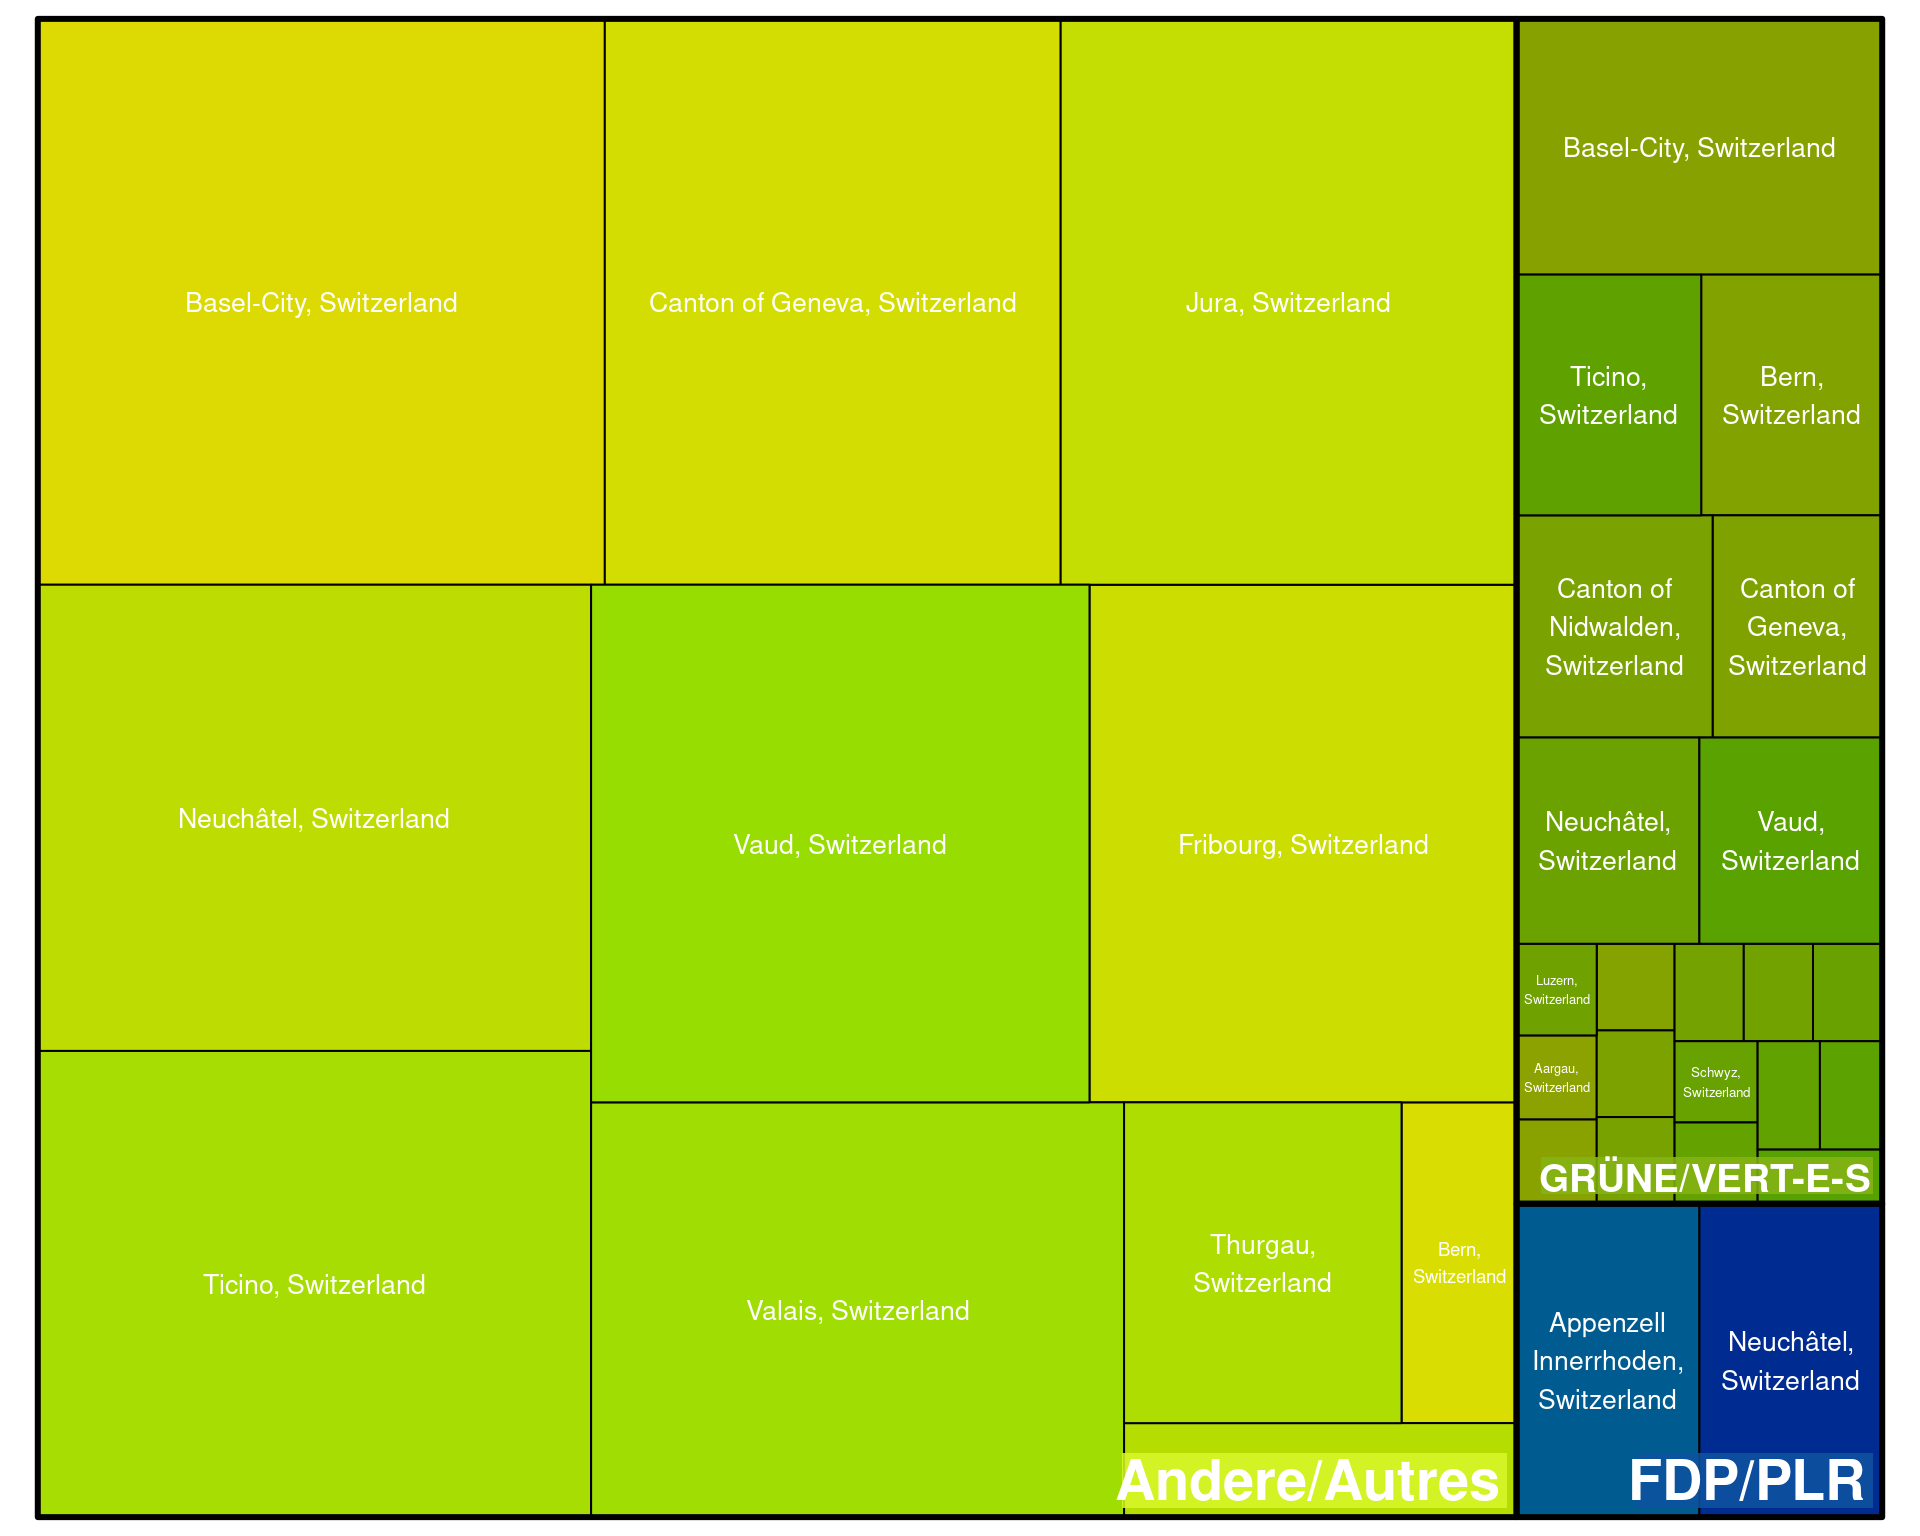 Basel-City, Switzerland
Canton of Geneva, Switzerland
Jura, Switzerland
Neuchâtel, Switzerland
Vaud, Switzerland
Fribourg, Switzerland
Ticino, Switzerland
Valais, Switzerland
Thurgau,
Switzerland
Bern,
Switzerland
Andere/Autres
Basel-City, Switzerland
Ticino,
Switzerland
Bern,
Switzerland
Canton of
Nidwalden,
Switzerland
Canton of
Geneva,
Switzerland
Neuchâtel,
Switzerland
Vaud,
Switzerland
Luzern,
Switzerland
Aargau,
Switzerland
Schwyz,
Switzerland
GRÜNE/VERT-E-S
Appenzell
Innerrhoden,
Switzerland
Neuchâtel,
Switzerland
FDP/PLR